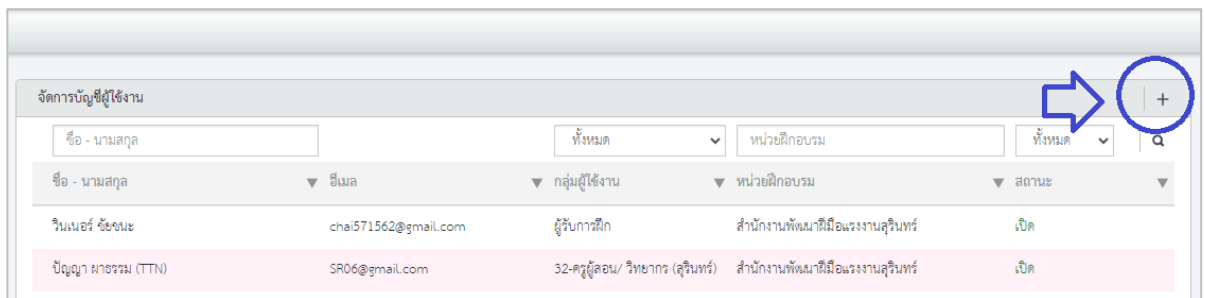 จัดการบัญชีผู้ใช้งาน +
ชื่อ - นามสกุล ทั้งหมด หน่วยฝึกอบรม ทั้งหมด
ชื่อ - นามสกุล อีเมล กลุ่มผู้ใช้งาน หน่วยฝึกอบรม สถานะ
วินเนอร์ ชัยชนะ chai571562@gmail.com ผู้รับการฝึก สำนักงานพัฒนาฝีมือแรงงานสุรินทร์ เปิด
ปัญญา ผาธรรม (TTN) SR06@gmail.com 32-ครูผู้สอน/ วิทยากร (สุรินทร์) สำนักงานพัฒนาฝีมือแรงงานสุรินทร์ เปิด